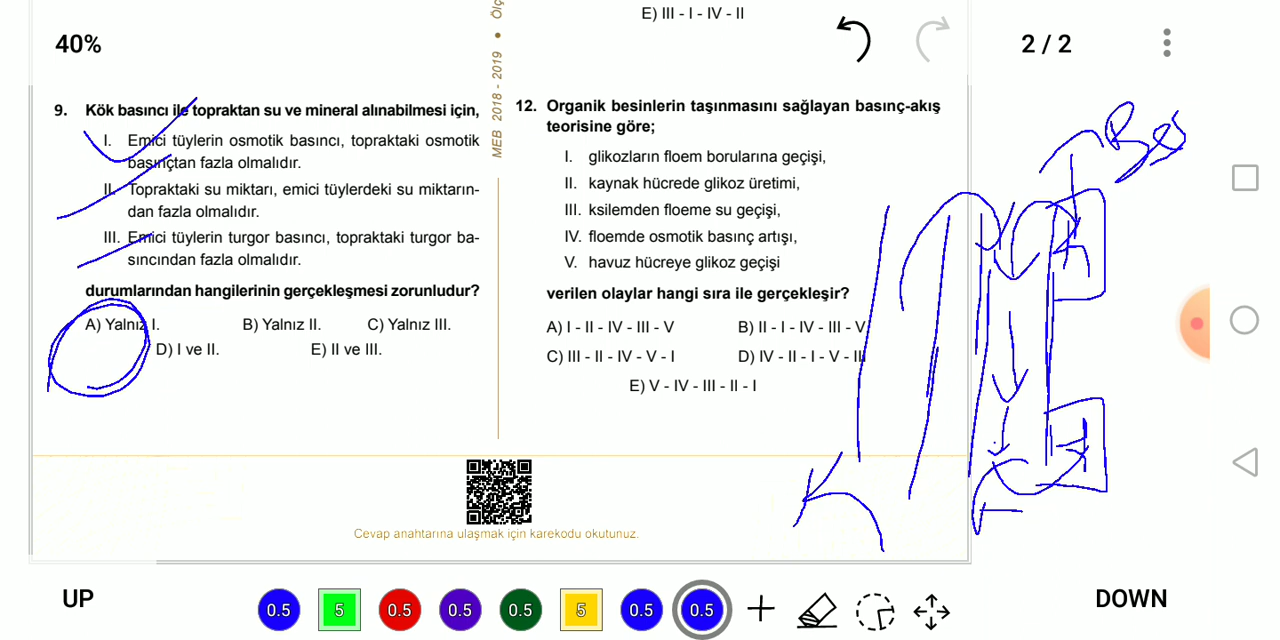 E) III - I - IV - II
40%
2 / 2
MEB 2018 - 2019 • Ölç
9. Kök basıncı ile topraktan su ve mineral alınabilmesi için,
I. Emici tüylerin osmotik basıncı, topraktaki osmotik
basınçtan fazla olmalıdır.
II. Topraktaki su miktarı, emici tüylerdeki su miktarın-
dan fazla olmalıdır.
III. Emici tüylerin turgor basıncı, topraktaki turgor ba-
sıncından fazla olmalıdır.
durumlarından hangilerinin gerçekleşmesi zorunludur?
A) Yalnız I. B) Yalnız II. C) Yalnız III.
D) I ve II. E) II ve III.
12. Organik besinlerin taşınmasını sağlayan basınç-akış
teorisine göre;
I. glikozların floem borularına geçişi,
II. kaynak hücrede glikoz üretimi,
III. ksilemden floeme su geçişi,
IV. floemde osmotik basınç artışı,
V. havuz hücreye glikoz geçişi
verilen olaylar hangi sıra ile gerçekleşir?
A) I - II - IV - III - V B) II - I - IV - III - V
C) III - II - IV - V - I D) IV - II - I - V - III
E) V - IV - III - II - I
Bes
K
F
Cevap anahtarına ulaşmak için karekodu okutunuz.
UP
0.5 5 0.5 0.5 0.5 5 0.5 0.5
DOWN